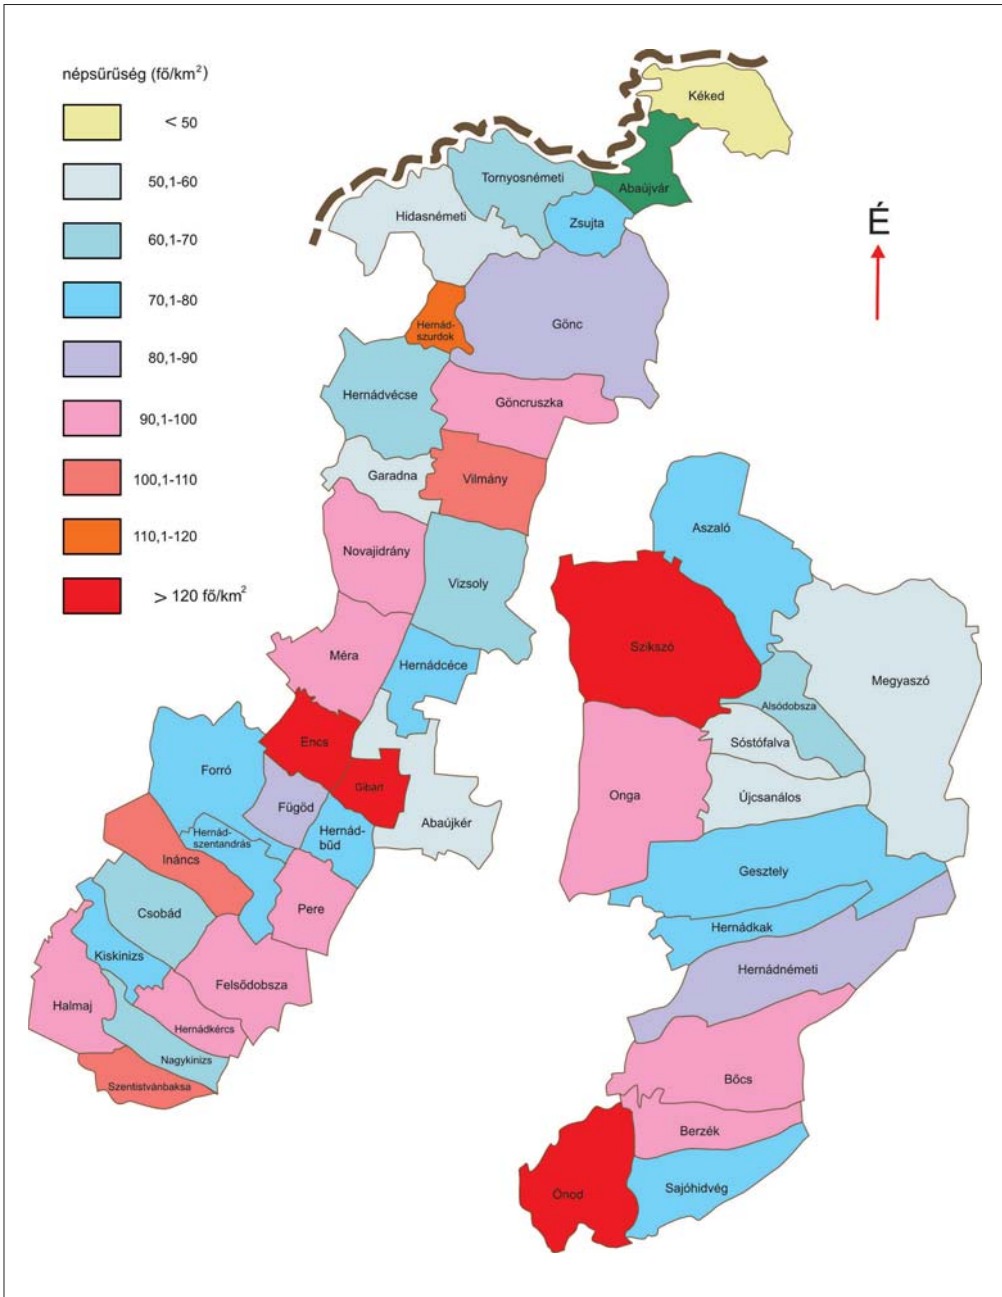 népsűrűség (fő/km²)
< 50
50,1-60
60,1-70
70,1-80
80,1-90
90,1-100
100,1-110
110,1-120
> 120 fő/km²
É
Kéked
Abaújvár
Tornyosnémeti
Zsujta
Hidasnémeti
Gönc
Hernád-
szurdok
Hernádvécse
Göncruszka
Garadna
Vilmány
Novajidrány
Vizsoly
Méra
Hernádcéce
Encs
Gibárt
Forró
Fügöd
Hernád-
bűd
Abaújkér
Hernád-
szentandrás
Ináncs
Csobád
Pere
Kiskinizs
Felsődobsza
Halmaj
Hernádkércs
Nagykinizs
Szentistvánbaksa
Aszaló
Szikszó
Megyaszó
Alsódobsza
Sóstófalva
Onga
Újcsanálos
Gesztely
Hernádkak
Hernádnémeti
Bőcs
Berzék
Ónod
Sajóhidvég